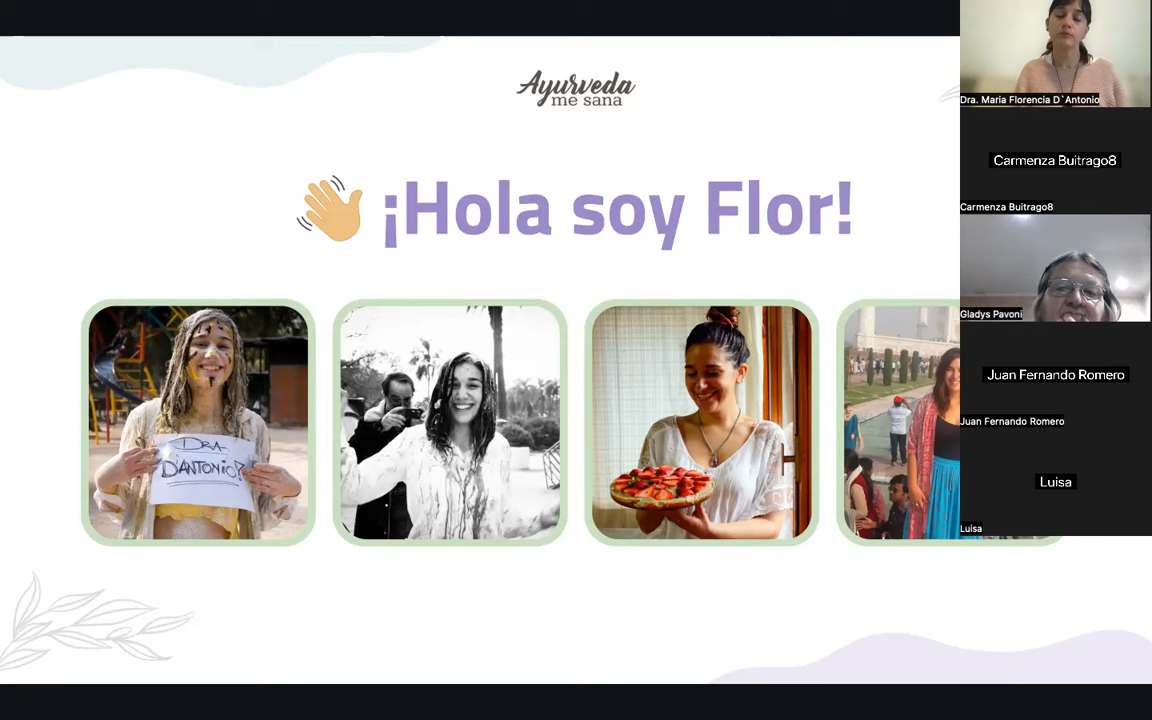 Ayurveda
me sana
¡Hola soy Flor!
DRA
D'ANTONIO!
Dra. Maria Florencia D`Antonio
Carmenza Buitrago8
Carmenza Buitrago8
Gladys Pavoni
Juan Fernando Romero
Juan Fernando Romero
Luisa
Luisa